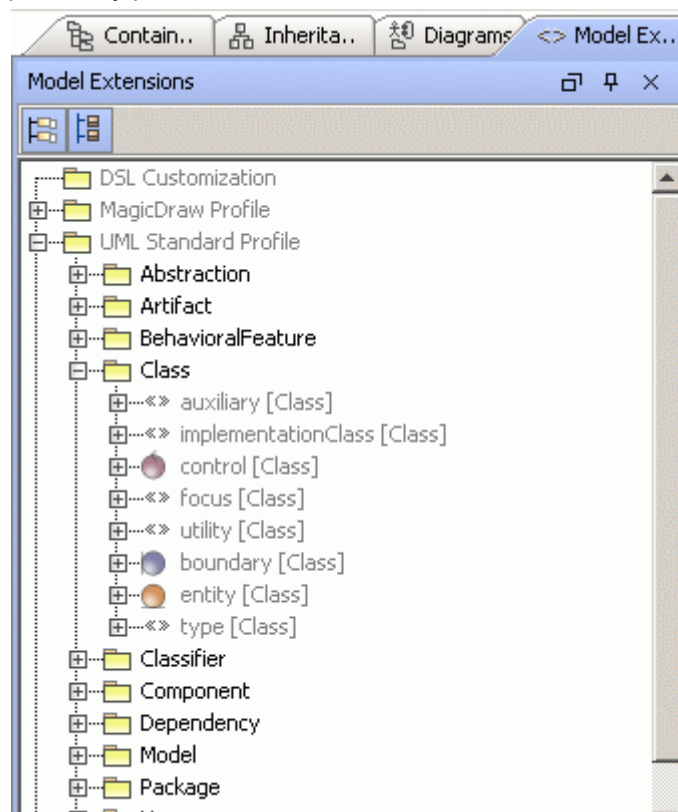 Contain.. Inherita.. Diagrams <> Model Ex..
Model Extensions
DSL Customization
MagicDraw Profile
UML Standard Profile
Abstraction
Artifact
BehavioralFeature
Class
«» auxiliary [Class]
«» implementationClass [Class]
control [Class]
«» focus [Class]
«» utility [Class]
boundary [Class]
entity [Class]
«» type [Class]
Classifier
Component
Dependency
Model
Package